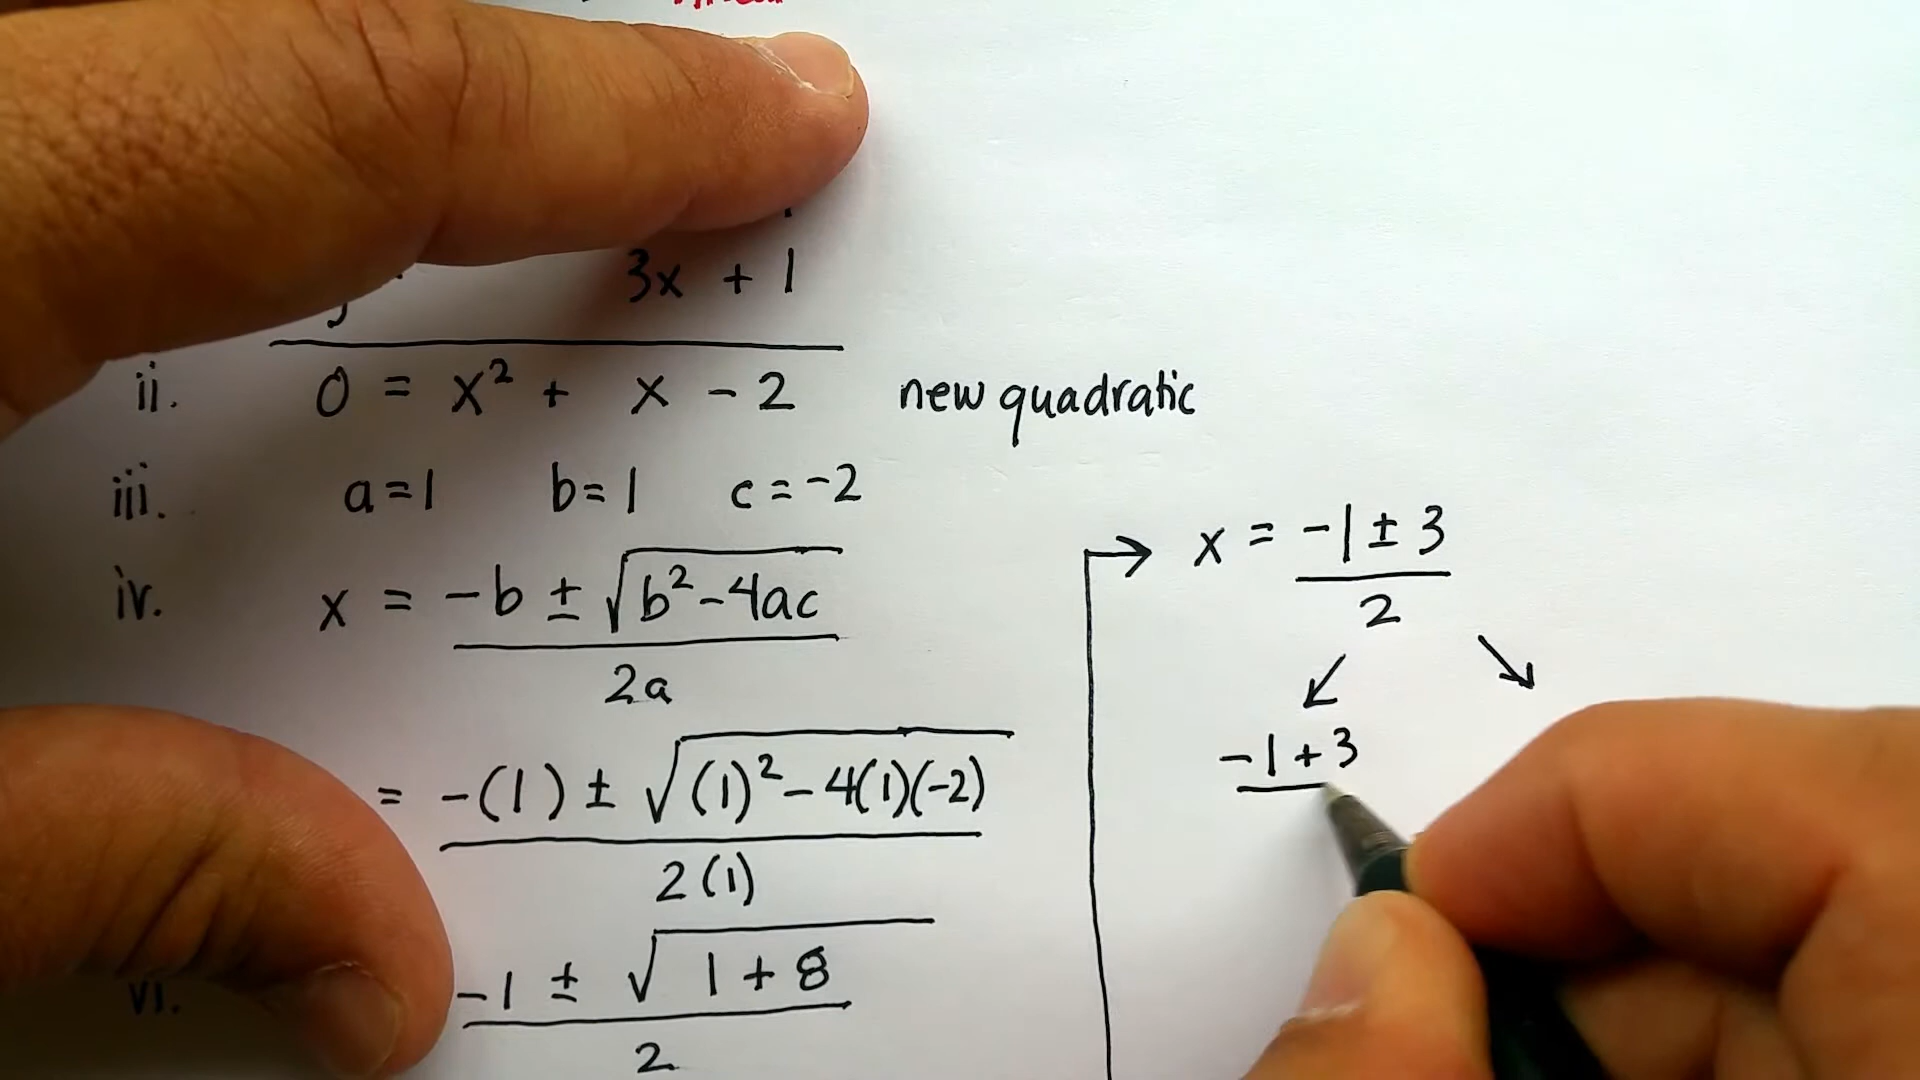 3x + 1
ii. 0 = x² + x - 2 new quadratic
iii. a=1 b=1 c=-2
iv. x = -b ± √b²-4ac
2a
= -(1) ± √(1)²-4(1)(-2)
2(1)
vi. -1 ± √1+8
2
x = -1 ± 3
2
-1+3